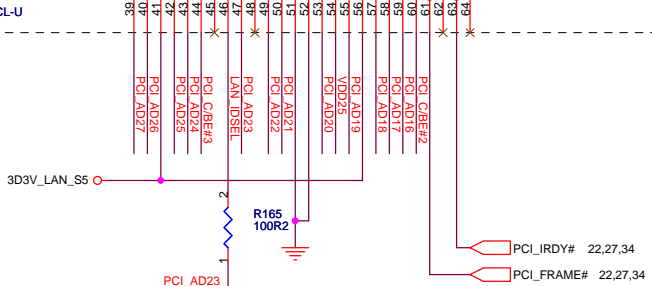 CL-U
39
40
41
42
43
44
45
46
47
48
49
50
51
52
53
54
55
56
57
58
59
60
61
62
63
64
PCI_AD27
PCI_AD26
PCI_AD25
PCI_AD24
PCI_C/BE#3
LAN_IDSEL
PCI_AD23
PCI_AD22
PCI_AD21
PCI_AD20
VDD25
PCI_AD19
PCI_AD18
PCI_AD17
PCI_AD16
PCI_C/BE#2
3D3V_LAN_S5
2
R165
100R2
1
PCI_AD23
PCI_IRDY# 22,27,34
PCI_FRAME# 22,27,34